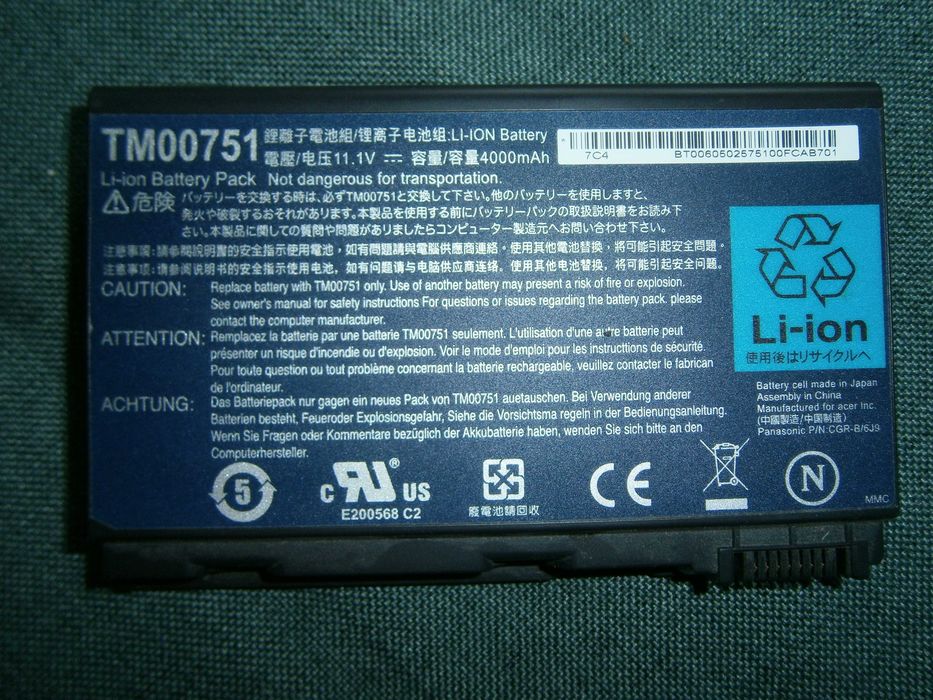 TM00751 鋰離子電池組/锂离子电池组:LI-ION Battery
電壓/电压11.1V ⎓ 容量/容量4000mAh
7C4 BT0060502575100FCAB701
Li-ion Battery Pack Not dangerous for transportation.
⚠危険 バッテリーを交換する時は、必ずTM00751と交換して下さい。他のバッテリーを使用しますと、
発火や破裂するおそれがあります。本製品を使用する前にバッテリーパックの取扱説明書をお読み下
さい。本製品に関しての質問や問題がありましたらコンピューター製造元へお問い合わせ下さい。
注意:請參閱說明書的安全指示使用電池,如有問題請與電腦供應商連絡。使用其他電池替換,將可能引起危險。
注意:请参阅说明书的安全指示使用电池,如有问题请与电脑供应商连络。使用其他电池替换,将可能引起危险。
CAUTION: Replace battery with TM00751 only. Use of another battery may present a risk of fire or explosion.
See owner's manual for safety instructions For questions or issues regarding the battery pack, please
contact the computer manufacturer.
ATTENTION: Remplacez la batterie par une batterie TM00751 seulement. L'utilisation d'une autre batterie peut
présenter un risque d'incendie ou d'explosion. Voir le mode d'emploi pour les instructtions de sécurité.
Pour toute question ou tout problème concernant la batterie rechargeable, veuillez contacter le fabrican
de l'ordinateur.
ACHTUNG: Das Batteriepack nur gagen ein neues Pack von TM00751 auetauschen. Bei Verwendung anderer
Batterien besteht, Feueroder Explosionsgefahr, Siehe die Vorsichtsma regeln in der Bedienungsanleitung.
Wenn Sie Fragen oder Kommentare bezüglich der Akkubatterie haben, wenden Sie sich bitte an den
Computerhersteller.
Li-ion
使用後はリサイクルへ
Battery cell made in Japan
Assembly in China
Manufactured for acer Inc.
(中國製造/中国制造)
Panasonic P/N:CGR-B/6J9
5
c RU® US
E200568 C2
廢電池請回收
CE
N
MMC